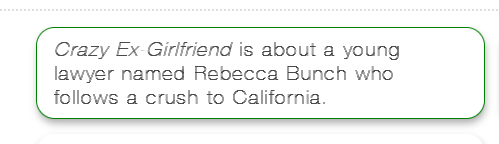 Crazy Ex-Girlfriend is about a young
lawyer named Rebecca Bunch who
follows a crush to California.